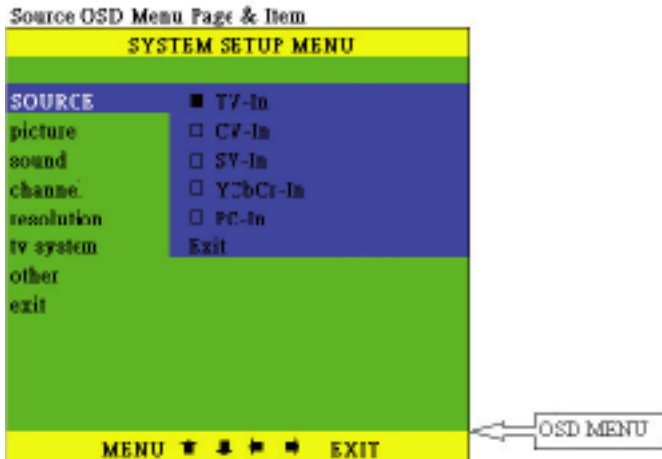 Source OSD Menu Page & Item
SYSTEM SETUP MENU
SOURCE ■ TV-In
picture □ CV-In
sound □ SV-In
channel □ YCbCr-In
resolution □ PC-In
tv system Exit
other
exit
OSD MENU
MENU ⬆ ⬇ ⬅ ➡ EXIT